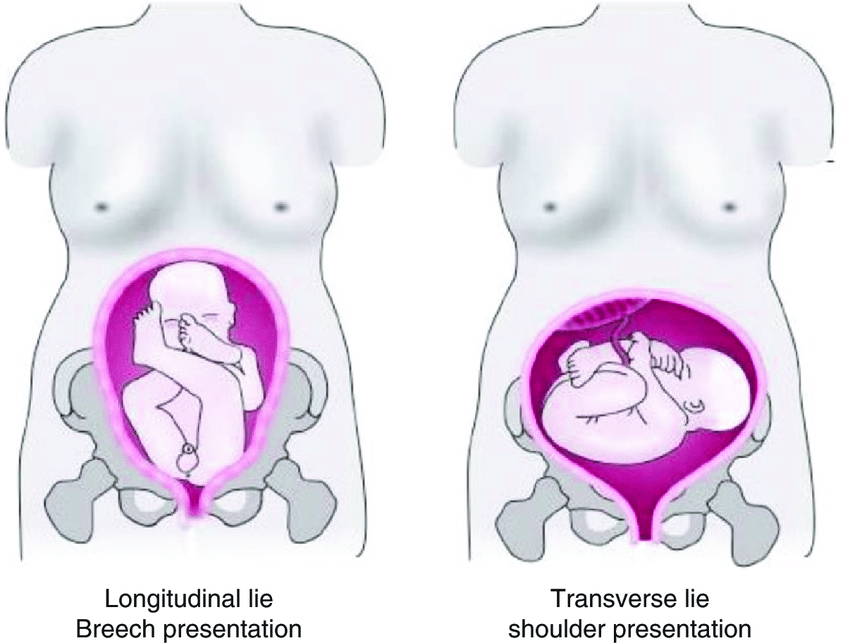 Longitudinal lie
Breech presentation
Transverse lie
shoulder presentation